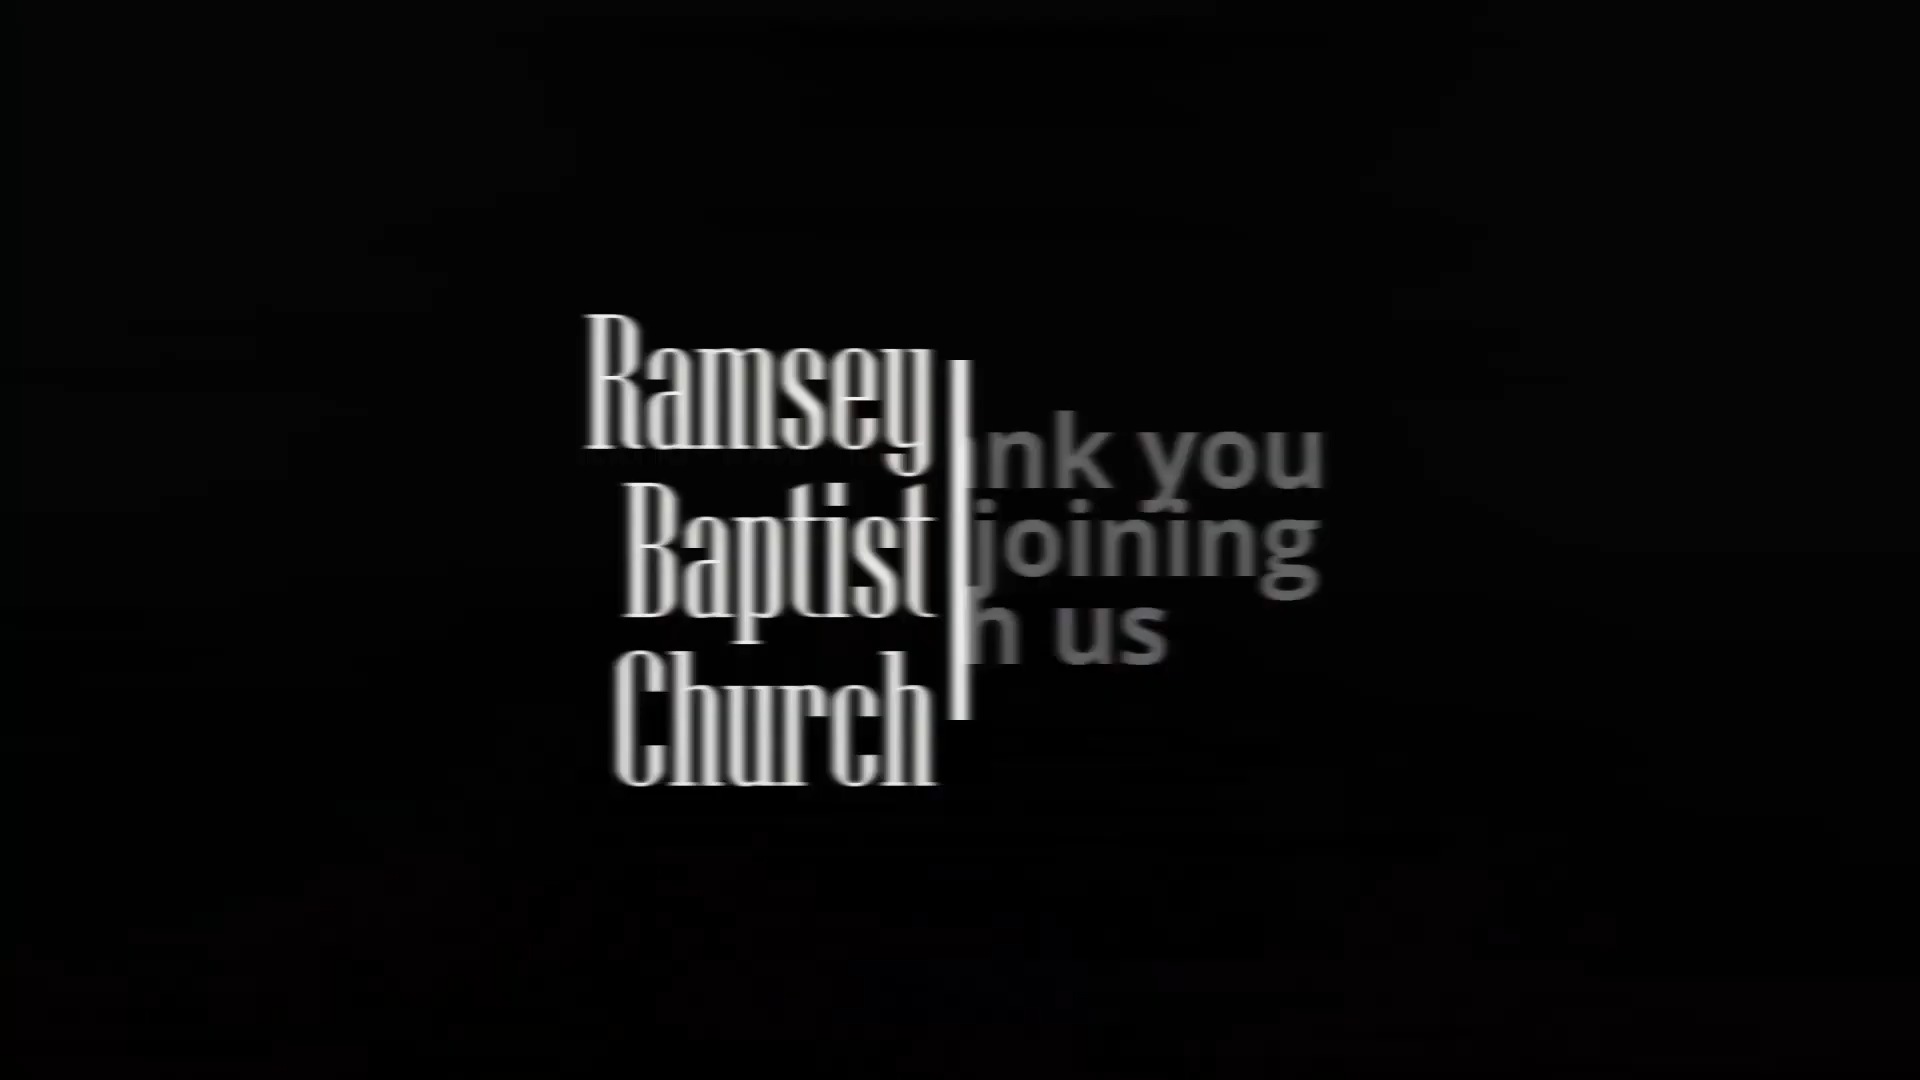 Ramsey
Baptist
Church
nk you
joining
h us